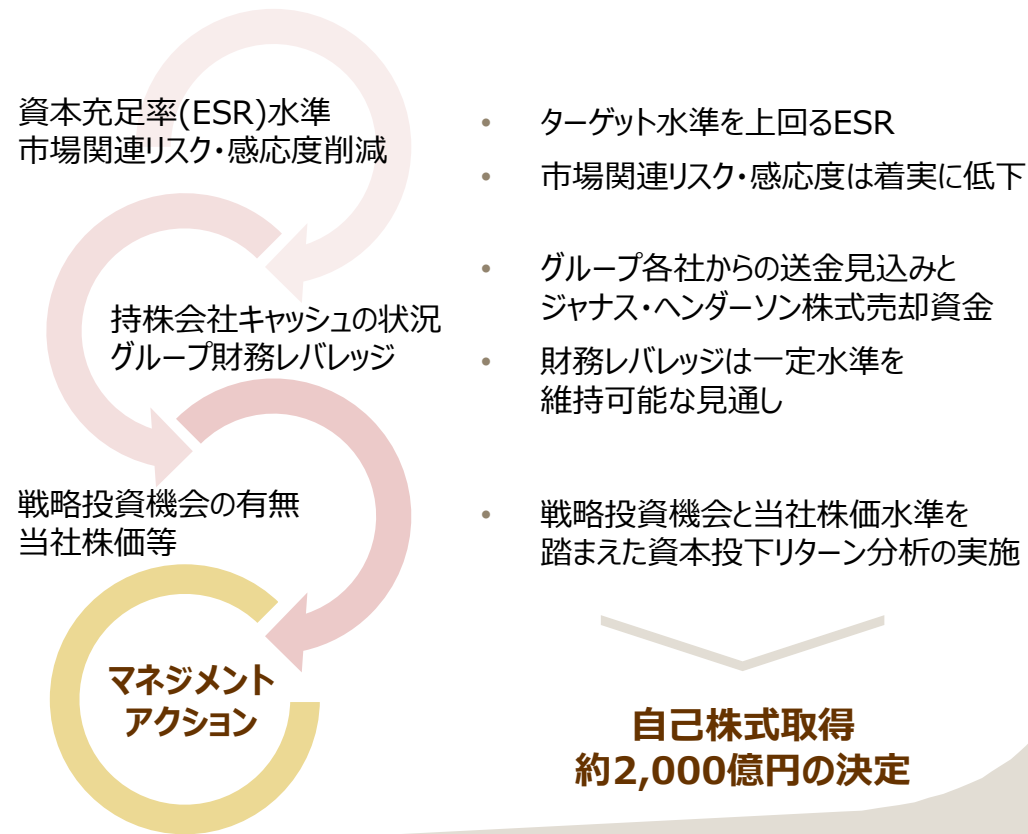 資本充足率(ESR)水準
市場関連リスク・感応度削減
• ターゲット水準を上回るESR
• 市場関連リスク・感応度は着実に低下
持株会社キャッシュの状況
グループ財務レバレッジ
• グループ各社からの送金見込みと
ジャナス・ヘンダーソン株式売却資金
• 財務レバレッジは一定水準を
維持可能な見通し
戦略投資機会の有無
当社株価等
• 戦略投資機会と当社株価水準を
踏まえた資本投下リターン分析の実施
マネジメント
アクション
自己株式取得
約2,000億円の決定